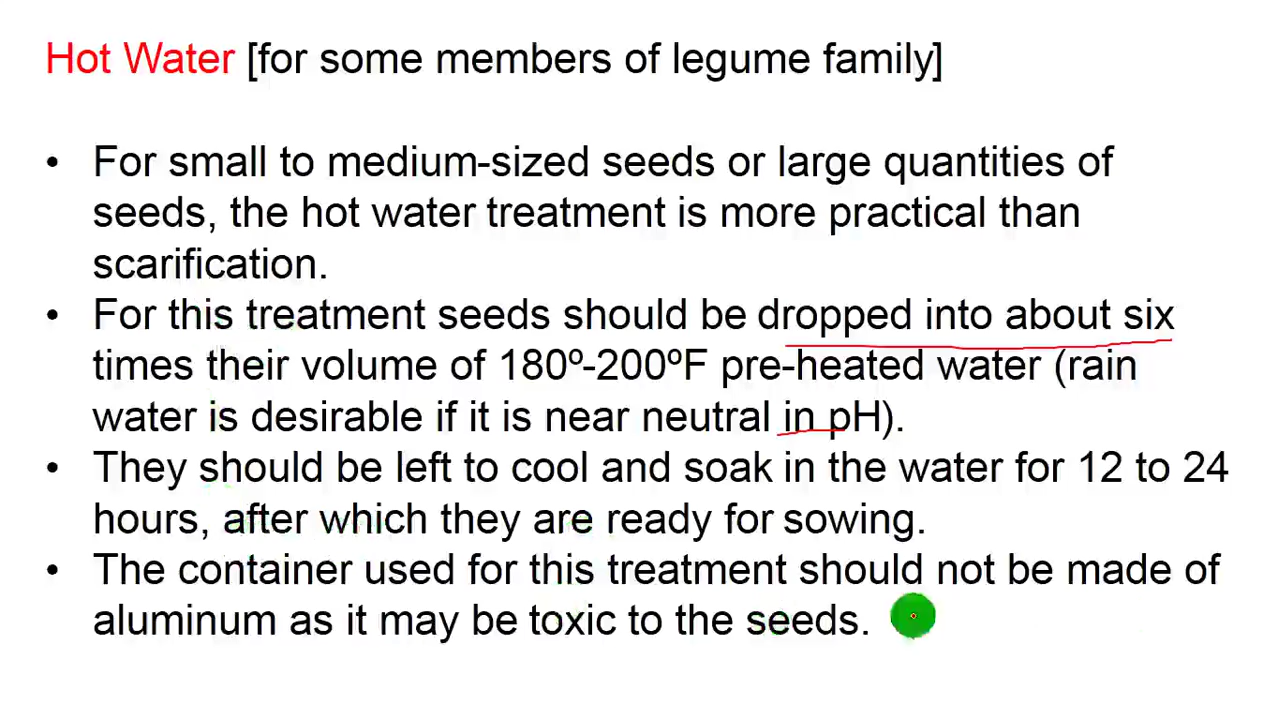 Hot Water [for some members of legume family]
• For small to medium-sized seeds or large quantities of
seeds, the hot water treatment is more practical than
scarification.
• For this treatment seeds should be dropped into about six
times their volume of 180º-200ºF pre-heated water (rain
water is desirable if it is near neutral in pH).
• They should be left to cool and soak in the water for 12 to 24
hours, after which they are ready for sowing.
• The container used for this treatment should not be made of
aluminum as it may be toxic to the seeds.